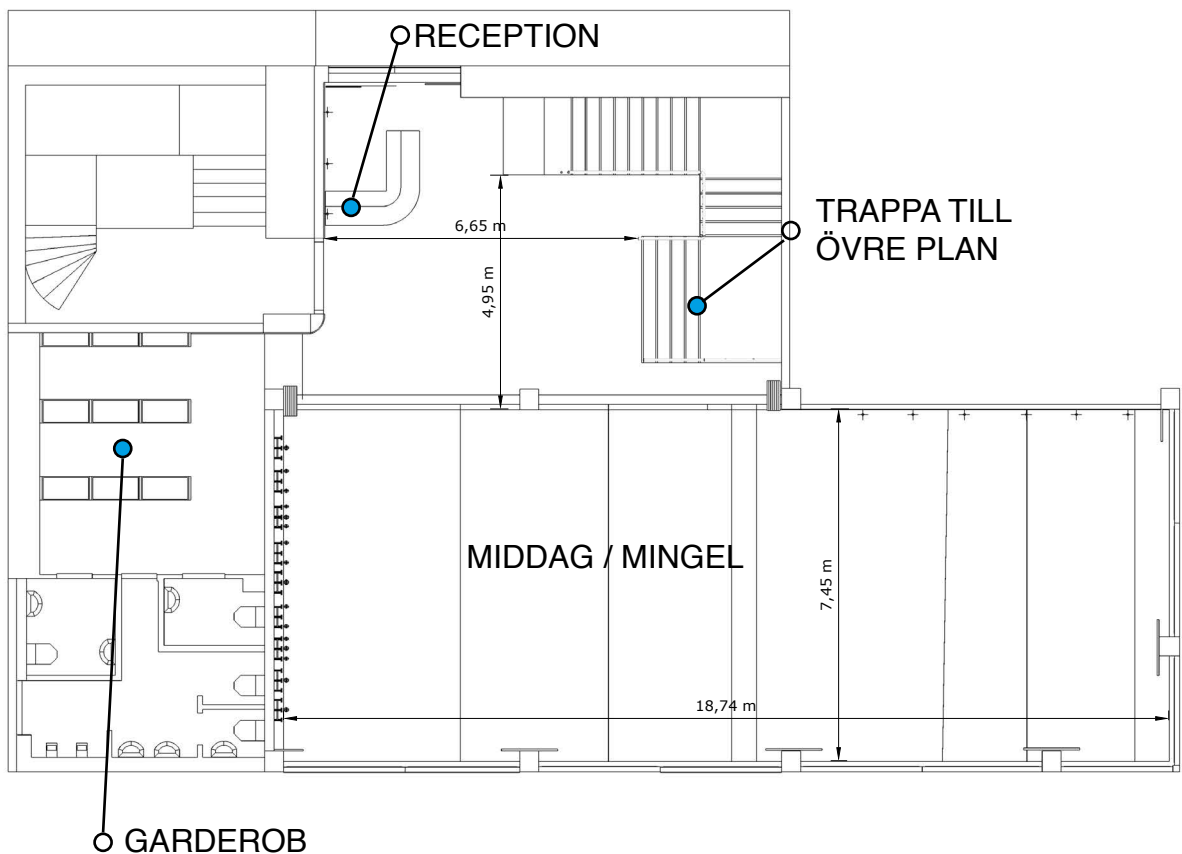 RECEPTION
TRAPPA TILL
ÖVRE PLAN
6,65 m
4,95 m
MIDDAG / MINGEL
7,45 m
18,74 m
GARDEROB